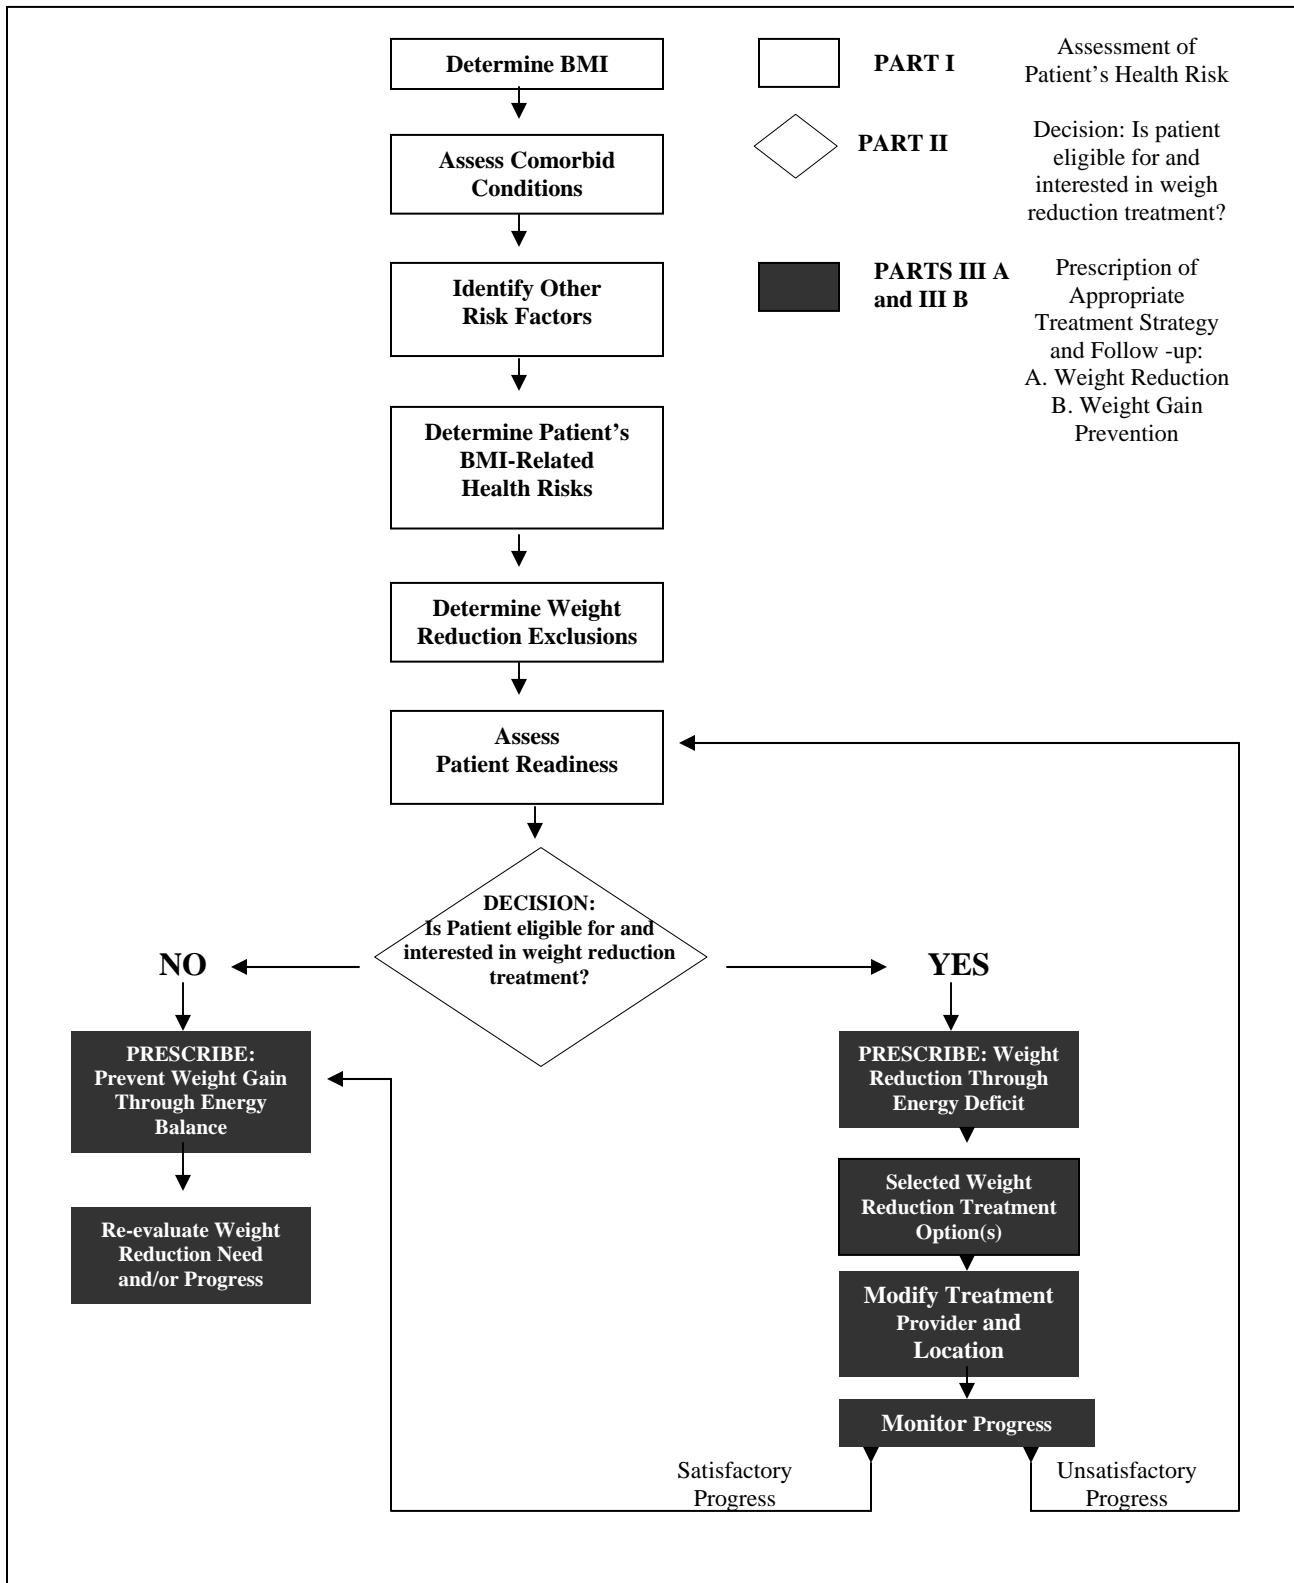 Determine BMI
Assess Comorbid
Conditions
Identify Other
Risk Factors
Determine Patient’s
BMI-Related
Health Risks
Determine Weight
Reduction Exclusions
Assess
Patient Readiness
PART I
Assessment of
Patient’s Health Risk
PART II
Decision: Is patient
eligible for and
interested in weigh
reduction treatment?
PARTS III A
and III B
Prescription of
Appropriate
Treatment Strategy
and Follow -up:
A. Weight Reduction
B. Weight Gain
Prevention
DECISION:
Is Patient eligible for and
interested in weight reduction
treatment?
NO
YES
PRESCRIBE:
Prevent Weight Gain
Through Energy
Balance
Re-evaluate Weight
Reduction Need
and/or Progress
PRESCRIBE: Weight
Reduction Through
Energy Deficit
Selected Weight
Reduction Treatment
Option(s)
Modify Treatment
Provider and
Location
Monitor Progress
Satisfactory
Progress
Unsatisfactory
Progress